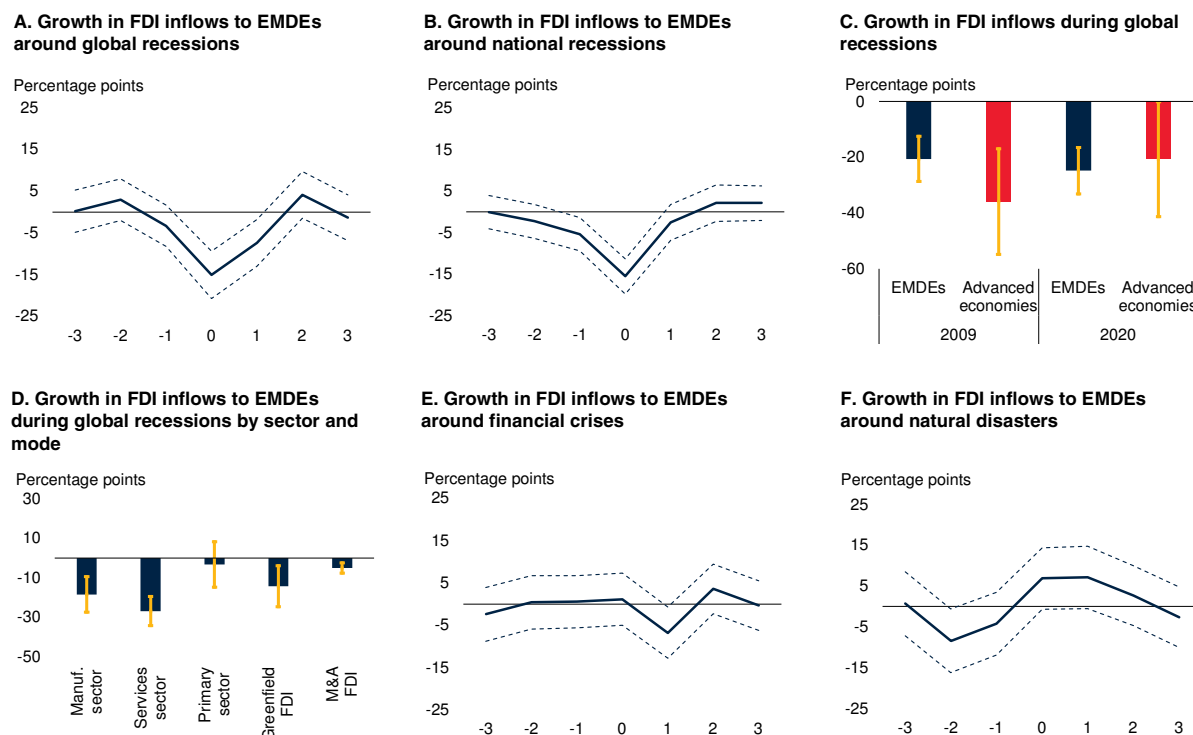 A. Growth in FDI inflows to EMDEs
around global recessions
Percentage points
25
15
5
-5
-15
-25
-3 -2 -1 0 1 2 3
B. Growth in FDI inflows to EMDEs
around national recessions
Percentage points
25
15
5
-5
-15
-25
-3 -2 -1 0 1 2 3
C. Growth in FDI inflows during global
recessions
Percentage points
0
-20
-40
-60
EMDEs Advanced economies EMDEs Advanced economies
2009 2020
D. Growth in FDI inflows to EMDEs
during global recessions by sector and
mode
Percentage points
30
10
-10
-30
-50
Manuf. sector
Services sector
Primary sector
Greenfield FDI
M&A FDI
E. Growth in FDI inflows to EMDEs
around financial crises
Percentage points
25
15
5
-5
-15
-25
-3 -2 -1 0 1 2 3
F. Growth in FDI inflows to EMDEs
around natural disasters
Percentage points
25
15
5
-5
-15
-25
-3 -2 -1 0 1 2 3